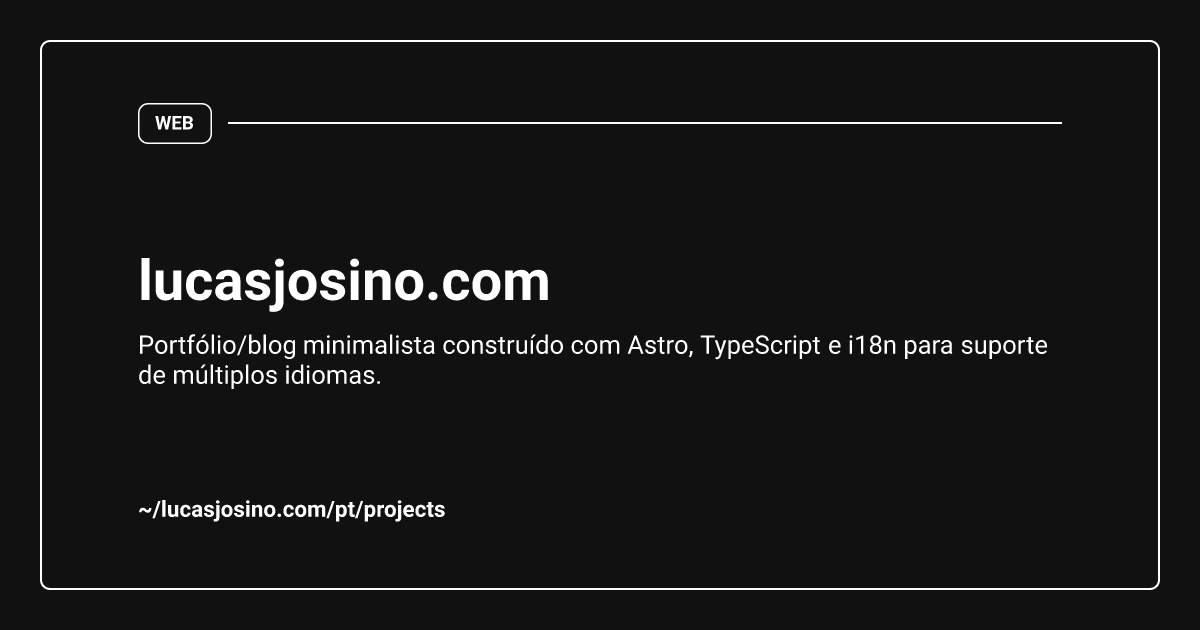 WEB
lucasjosino.com
Portfólio/blog minimalista construído com Astro, TypeScript e i18n para suporte
de múltiplos idiomas.
~/lucasjosino.com/pt/projects